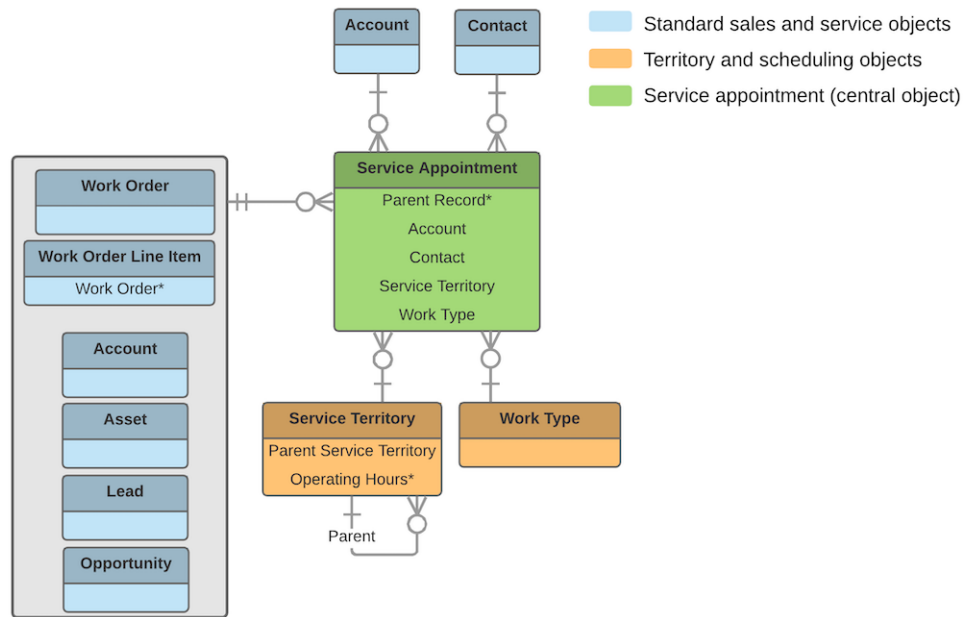 Account
Contact
Standard sales and service objects
Territory and scheduling objects
Service appointment (central object)
Work Order
Work Order Line Item
Work Order*
Account
Asset
Lead
Opportunity
Service Appointment
Parent Record*
Account
Contact
Service Territory
Work Type
Service Territory
Parent Service Territory
Operating Hours*
Parent
Work Type